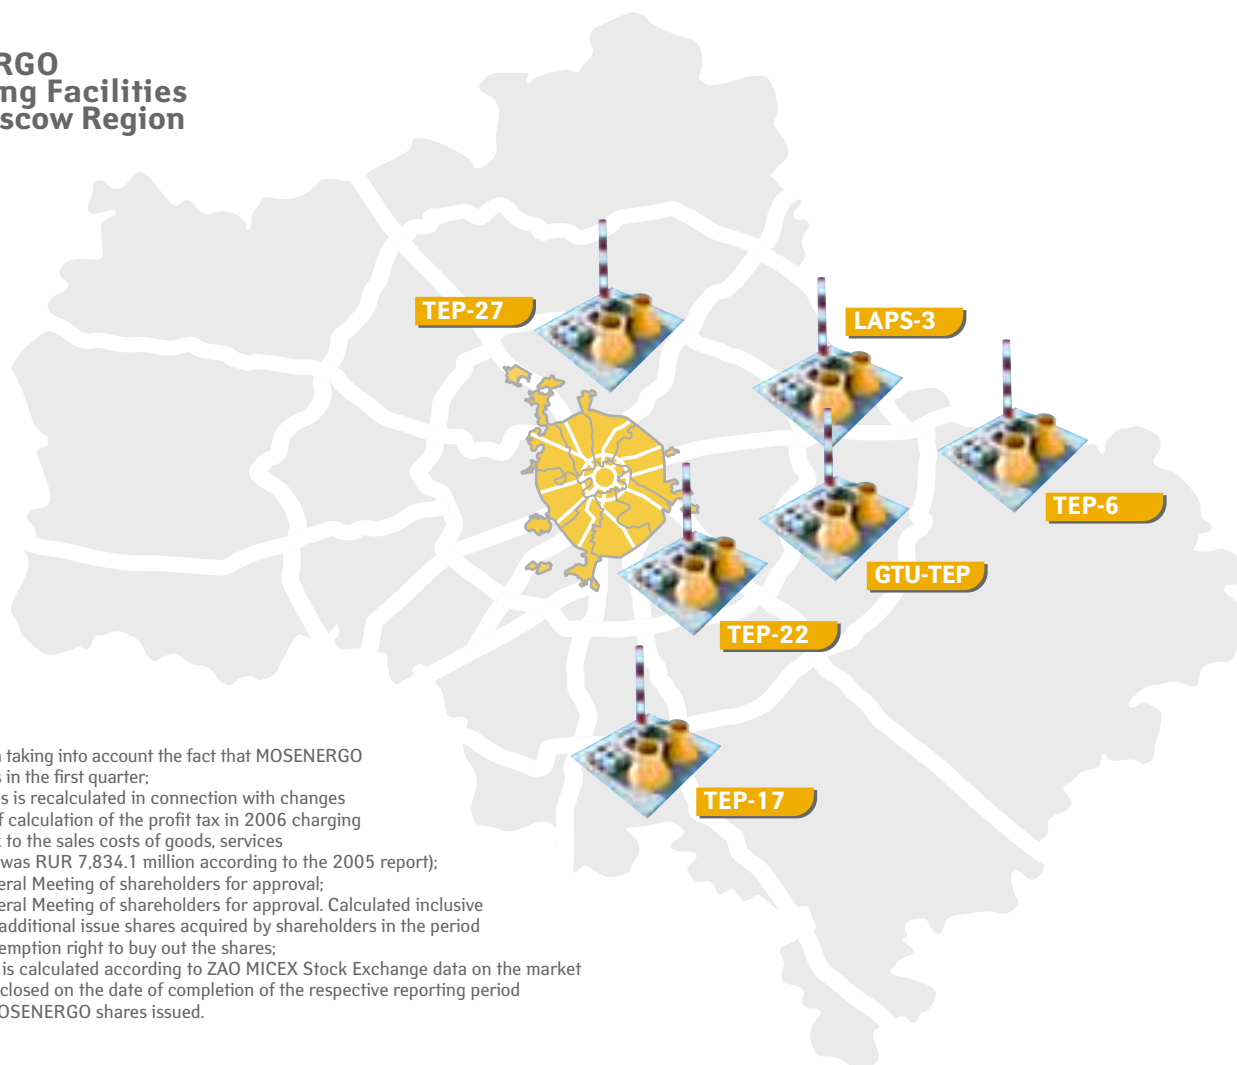 RGO
ng Facilities
scow Region
TEP-27
LAPS-3
TEP-6
GTU-TEP
TEP-22
TEP-17
taking into account the fact that MOSENERGO
s in the first quarter;
s is recalculated in connection with changes
f calculation of the profit tax in 2006 charging
to the sales costs of goods, services
was RUR 7,834.1 million according to the 2005 report);
eral Meeting of shareholders for approval;
eral Meeting of shareholders for approval. Calculated inclusive
additional issue shares acquired by shareholders in the period
emption right to buy out the shares;
is calculated according to ZAO MICEX Stock Exchange data on the market
closed on the date of completion of the respective reporting period
OSENERGO shares issued.